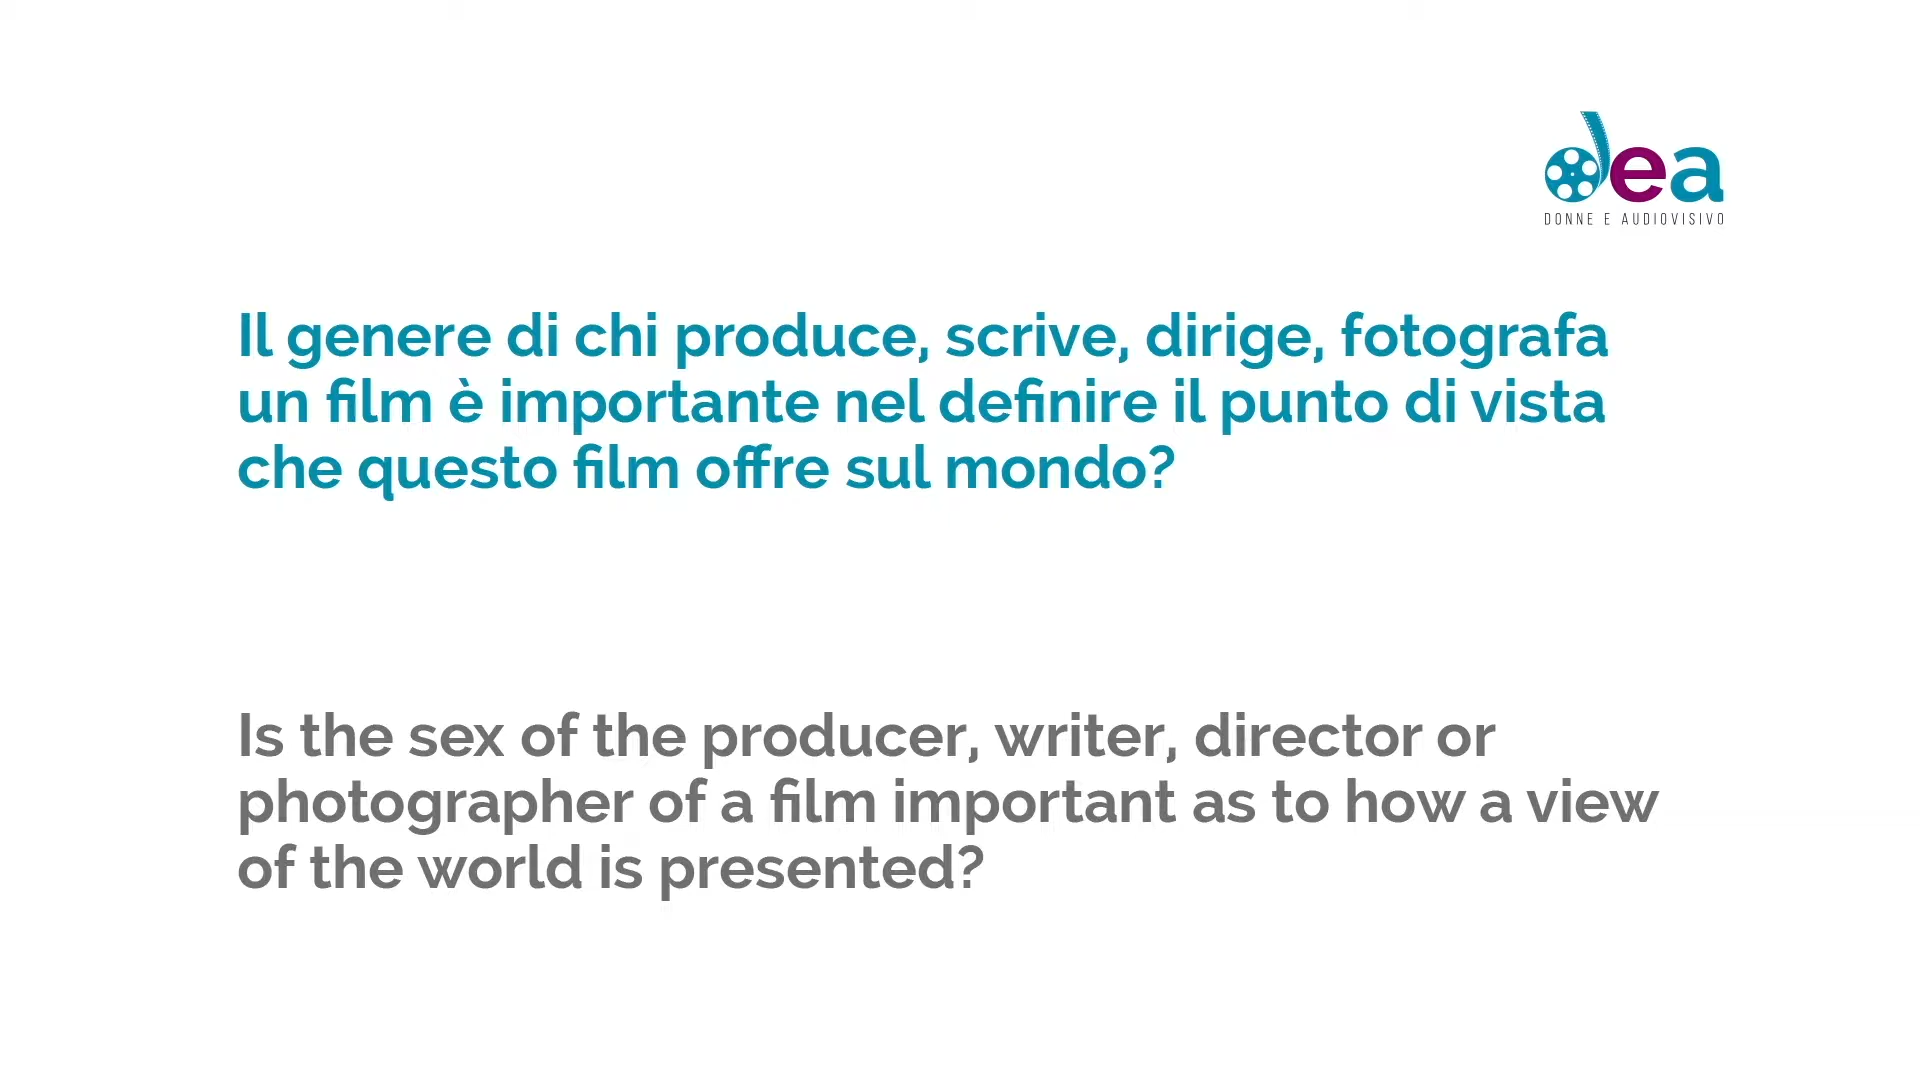 dea
DONNE E AUDIOVISIVO
Il genere di chi produce, scrive, dirige, fotografa
un film è importante nel definire il punto di vista
che questo film offre sul mondo?
Is the sex of the producer, writer, director or
photographer of a film important as to how a view
of the world is presented?